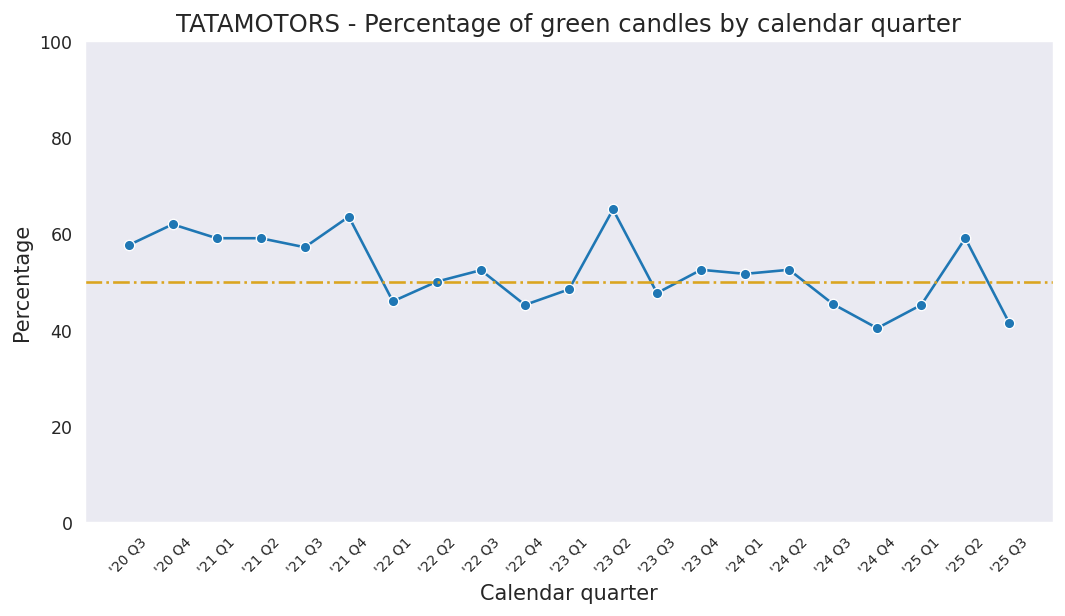 TATAMOTORS - Percentage of green candles by calendar quarter
100
80
60
40
20
0
Percentage
'20 Q3
'20 Q4
'21 Q1
'21 Q2
'21 Q3
'21 Q4
'22 Q1
'22 Q2
'22 Q3
'22 Q4
'23 Q1
'23 Q2
'23 Q3
'23 Q4
'24 Q1
'24 Q2
'24 Q3
'24 Q4
'25 Q1
'25 Q2
'25 Q3
Calendar quarter